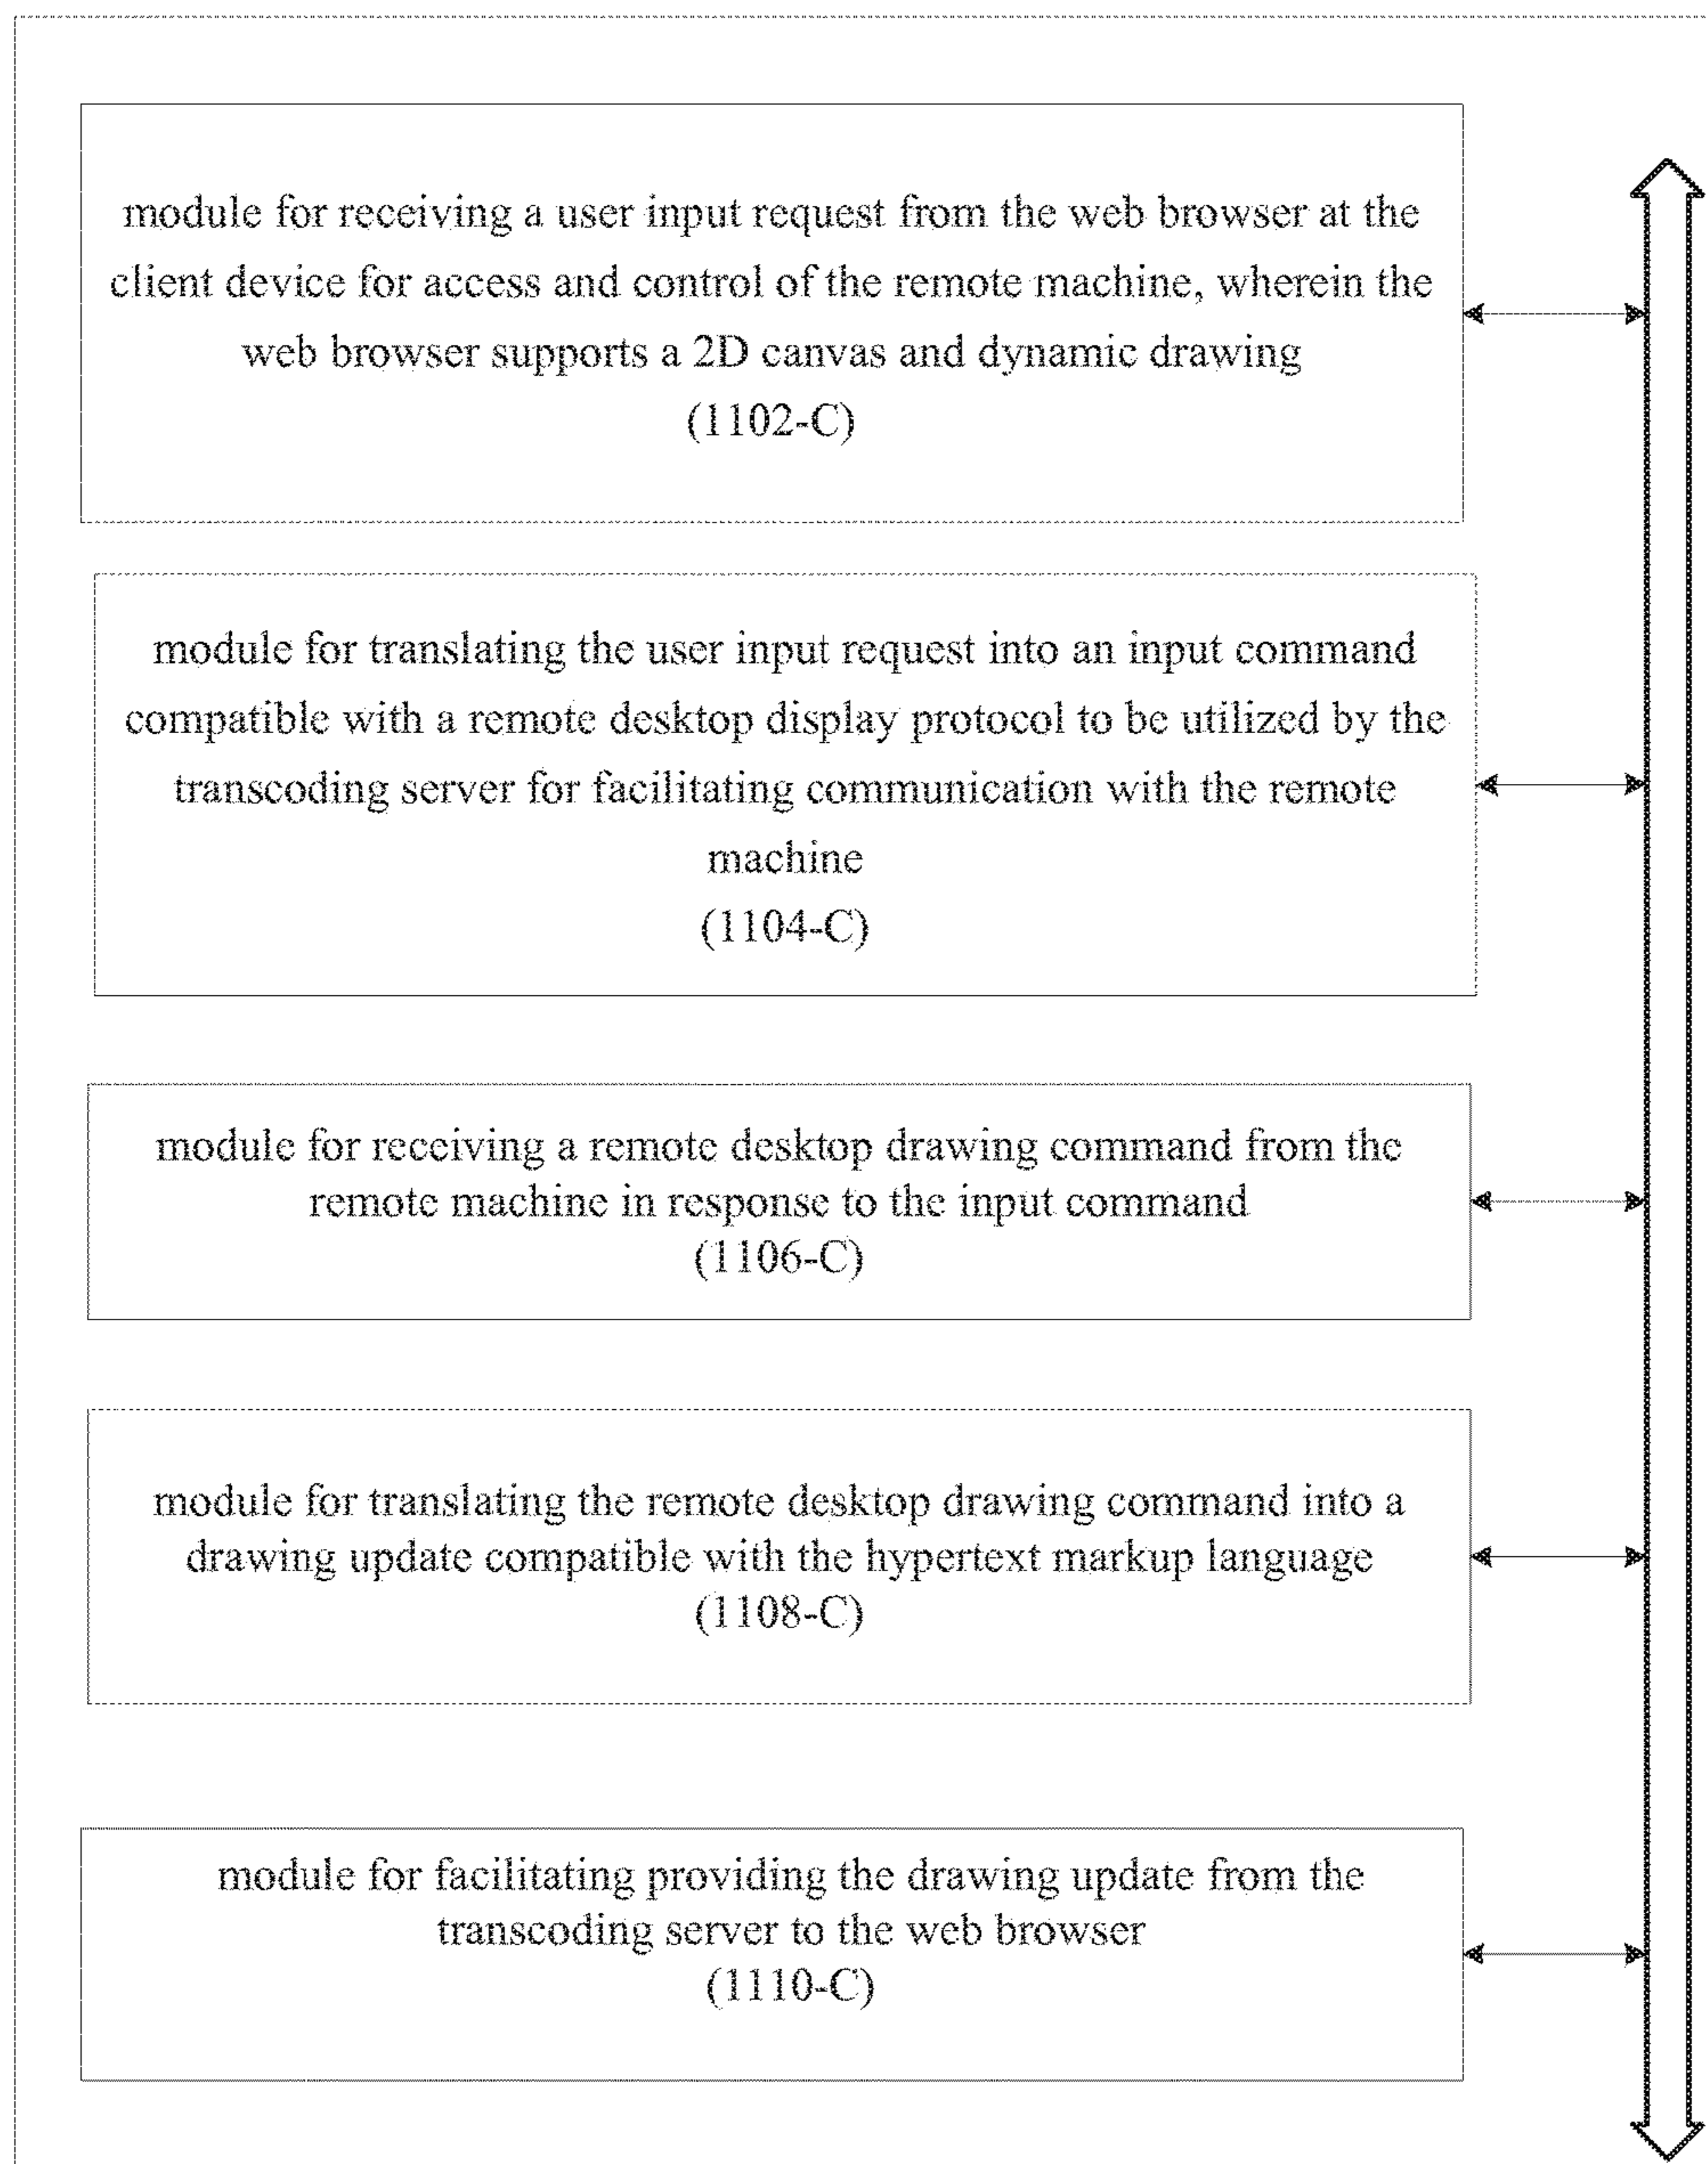 module for receiving a user input request from the web browser at the
client device for access and control of the remote machine, wherein the
web browser supports a 2D canvas and dynamic drawing
(1102-C)
module for translating the user input request into an input command
compatible with a remote desktop display protocol to be utilized by the
transcoding server for facilitating communication with the remote
machine
(1104-C)
module for receiving a remote desktop drawing command from the
remote machine in response to the input command
(1106-C)
module for translating the remote desktop drawing command into a
drawing update compatible with the hypertext markup language
(1108-C)
module for facilitating providing the drawing update from the
transcoding server to the web browser
(1110-C)